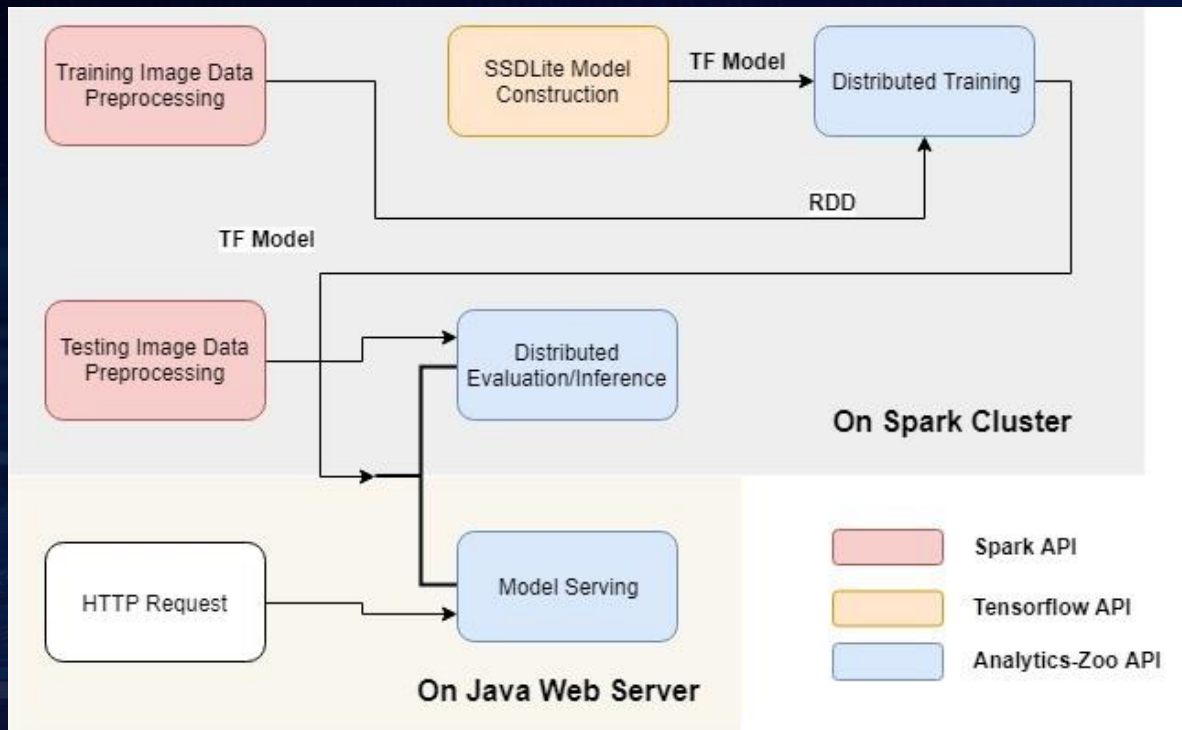 Training Image Data
Preprocessing
SSDLite Model
Construction
TF Model
Distributed Training
RDD
TF Model
Testing Image Data
Preprocessing
Distributed
Evaluation/Inference
On Spark Cluster
HTTP Request
Model Serving
On Java Web Server
Spark API
Tensorflow API
Analytics-Zoo API